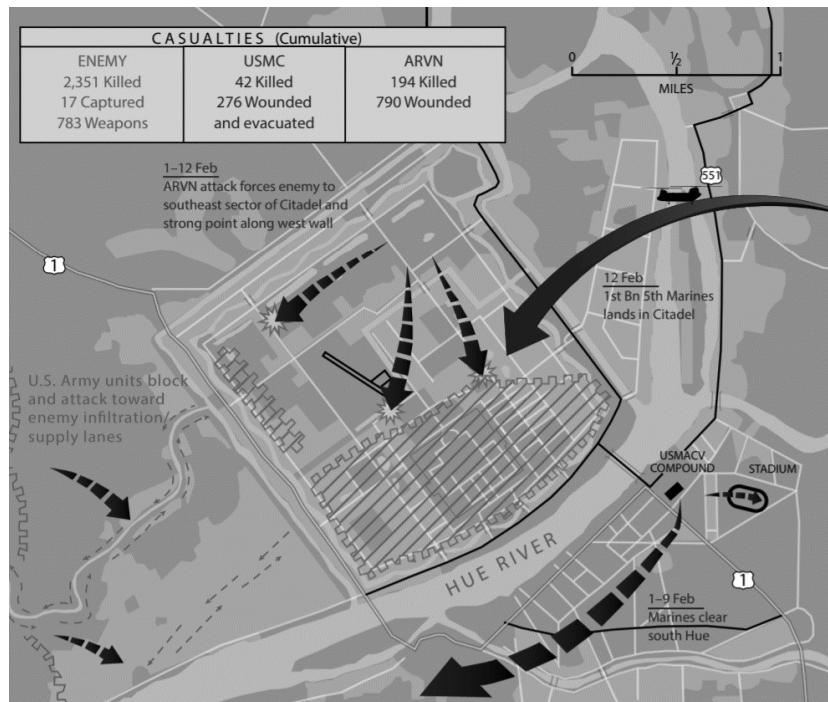 CASUALTIES (Cumulative)
ENEMY
2,351 Killed
17 Captured
783 Weapons
USMC
42 Killed
276 Wounded
and evacuated
ARVN
194 Killed
790 Wounded
0 1/2 1
MILES
1–12 Feb
ARVN attack forces enemy to
southeast sector of Citadel and
strong point along west wall
551
1
12 Feb
1st Bn 5th Marines
lands in Citadel
U.S. Army units block
and attack toward
enemy infiltration/
supply lanes
USMACV
COMPOUND
STADIUM
HUE RIVER
1
1–9 Feb
Marines clear
south Hue